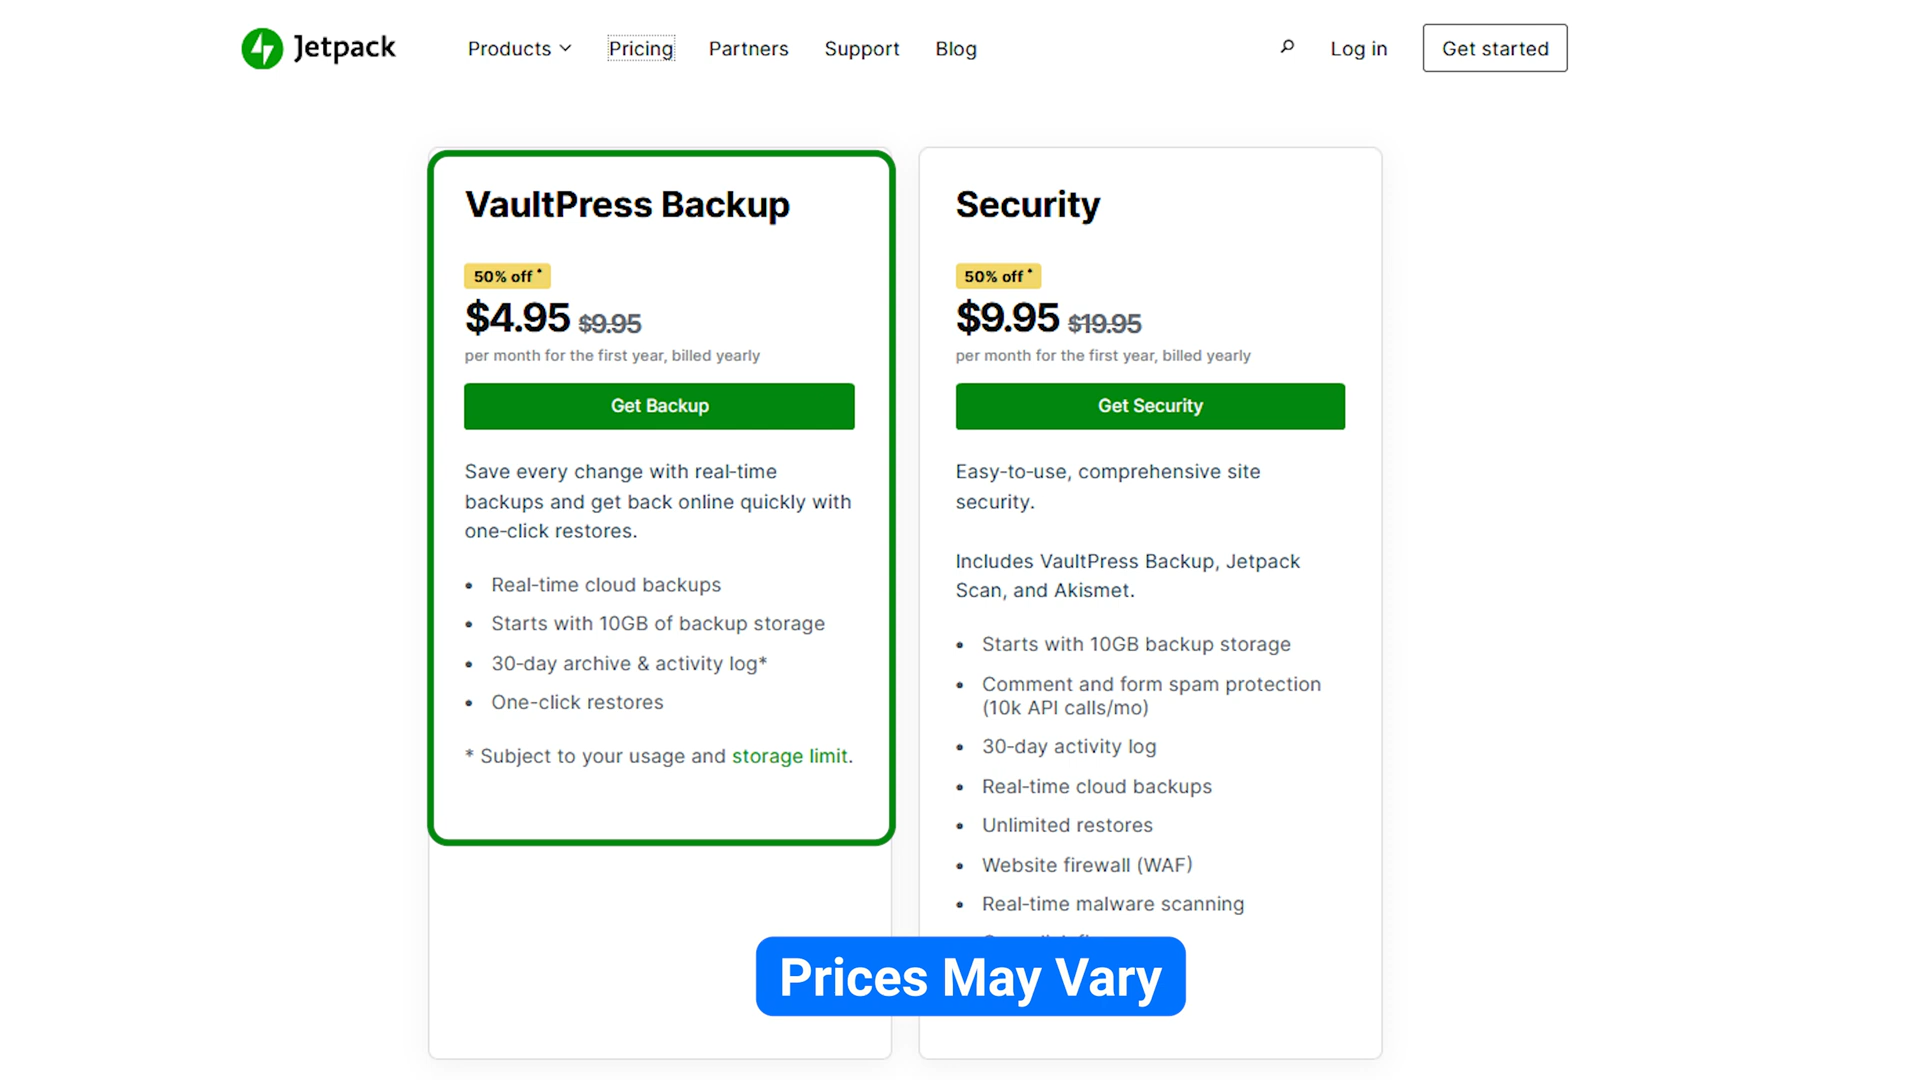 Jetpack
Products
Pricing
Partners
Support
Blog
Log in
Get started
VaultPress Backup
50% off *
$4.95 $9.95
per month for the first year, billed yearly
Get Backup
Save every change with real-time
backups and get back online quickly with
one-click restores.
• Real-time cloud backups
• Starts with 10GB of backup storage
• 30-day archive & activity log*
• One-click restores
* Subject to your usage and storage limit.
Security
50% off *
$9.95 $19.95
per month for the first year, billed yearly
Get Security
Easy-to-use, comprehensive site
security.
Includes VaultPress Backup, Jetpack
Scan, and Akismet.
• Starts with 10GB backup storage
• Comment and form spam protection
(10k API calls/mo)
• 30-day activity log
• Real-time cloud backups
• Unlimited restores
• Website firewall (WAF)
• Real-time malware scanning
Prices May Vary